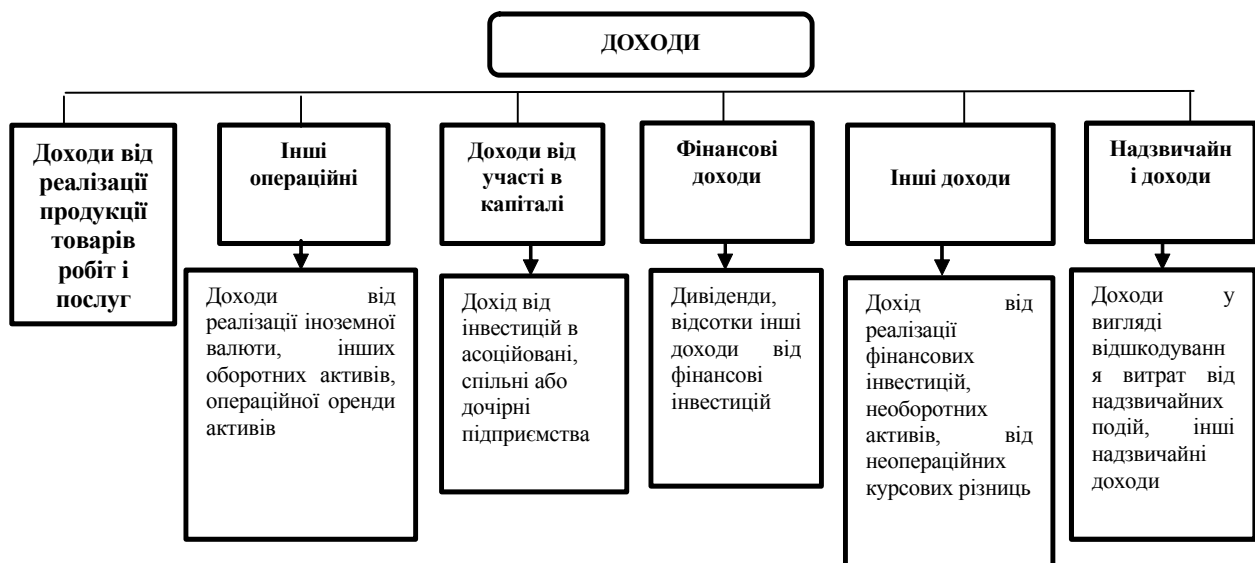 ДОХОДИ
Доходи від
реалізації
продукції
товарів
робіт і
послуг
Інші
операційні
Доходи від
участі в
капіталі
Фінансові
доходи
Інші доходи
Надзвичайн
і доходи
Доходи від
реалізації іноземної
валюти, інших
оборотних активів,
операційної оренди
активів
Дохід від
інвестицій в
асоційовані,
спільні або
дочірні
підприємства
Дивіденди,
відсотки інші
доходи від
фінансові
інвестицій
Дохід від
реалізації
фінансових
інвестицій,
необоротних
активів, від
неопераційних
курсових різниць
Доходи у
вигляді
відшкодуванн
я витрат від
надзвичайних
подій, інші
надзвичайні
доходи